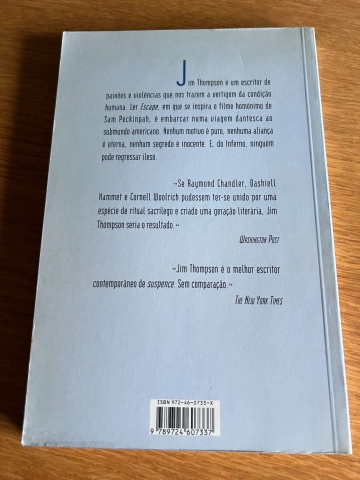 Jim Thompson é um escritor de
paixões e violências que nos trazem a vertigem da condição
humana. Ler Escape, em que se inspira o filme homónimo de
Sam Peckinpah, é embarcar numa viagem dantesca ao
submundo americano. Nenhum motivo é puro, nenhuma aliança
é eterna, nenhum segredo é inocente. E, do Inferno, ninguém
pode regressar ileso.
«Se Raymond Chandler, Dashiell
Hammet e Cornell Woolrich pudessem ter-se unido por uma
espécie de ritual sacrílego e criado uma geração literária, Jim
Thompson seria o resultado.»
Washington Post
«Jim Thompson é o melhor escritor
contemporâneo de suspence. Sem comparação.»
The New York Times
ISBN 972-46-0733-X
9 789724 607337